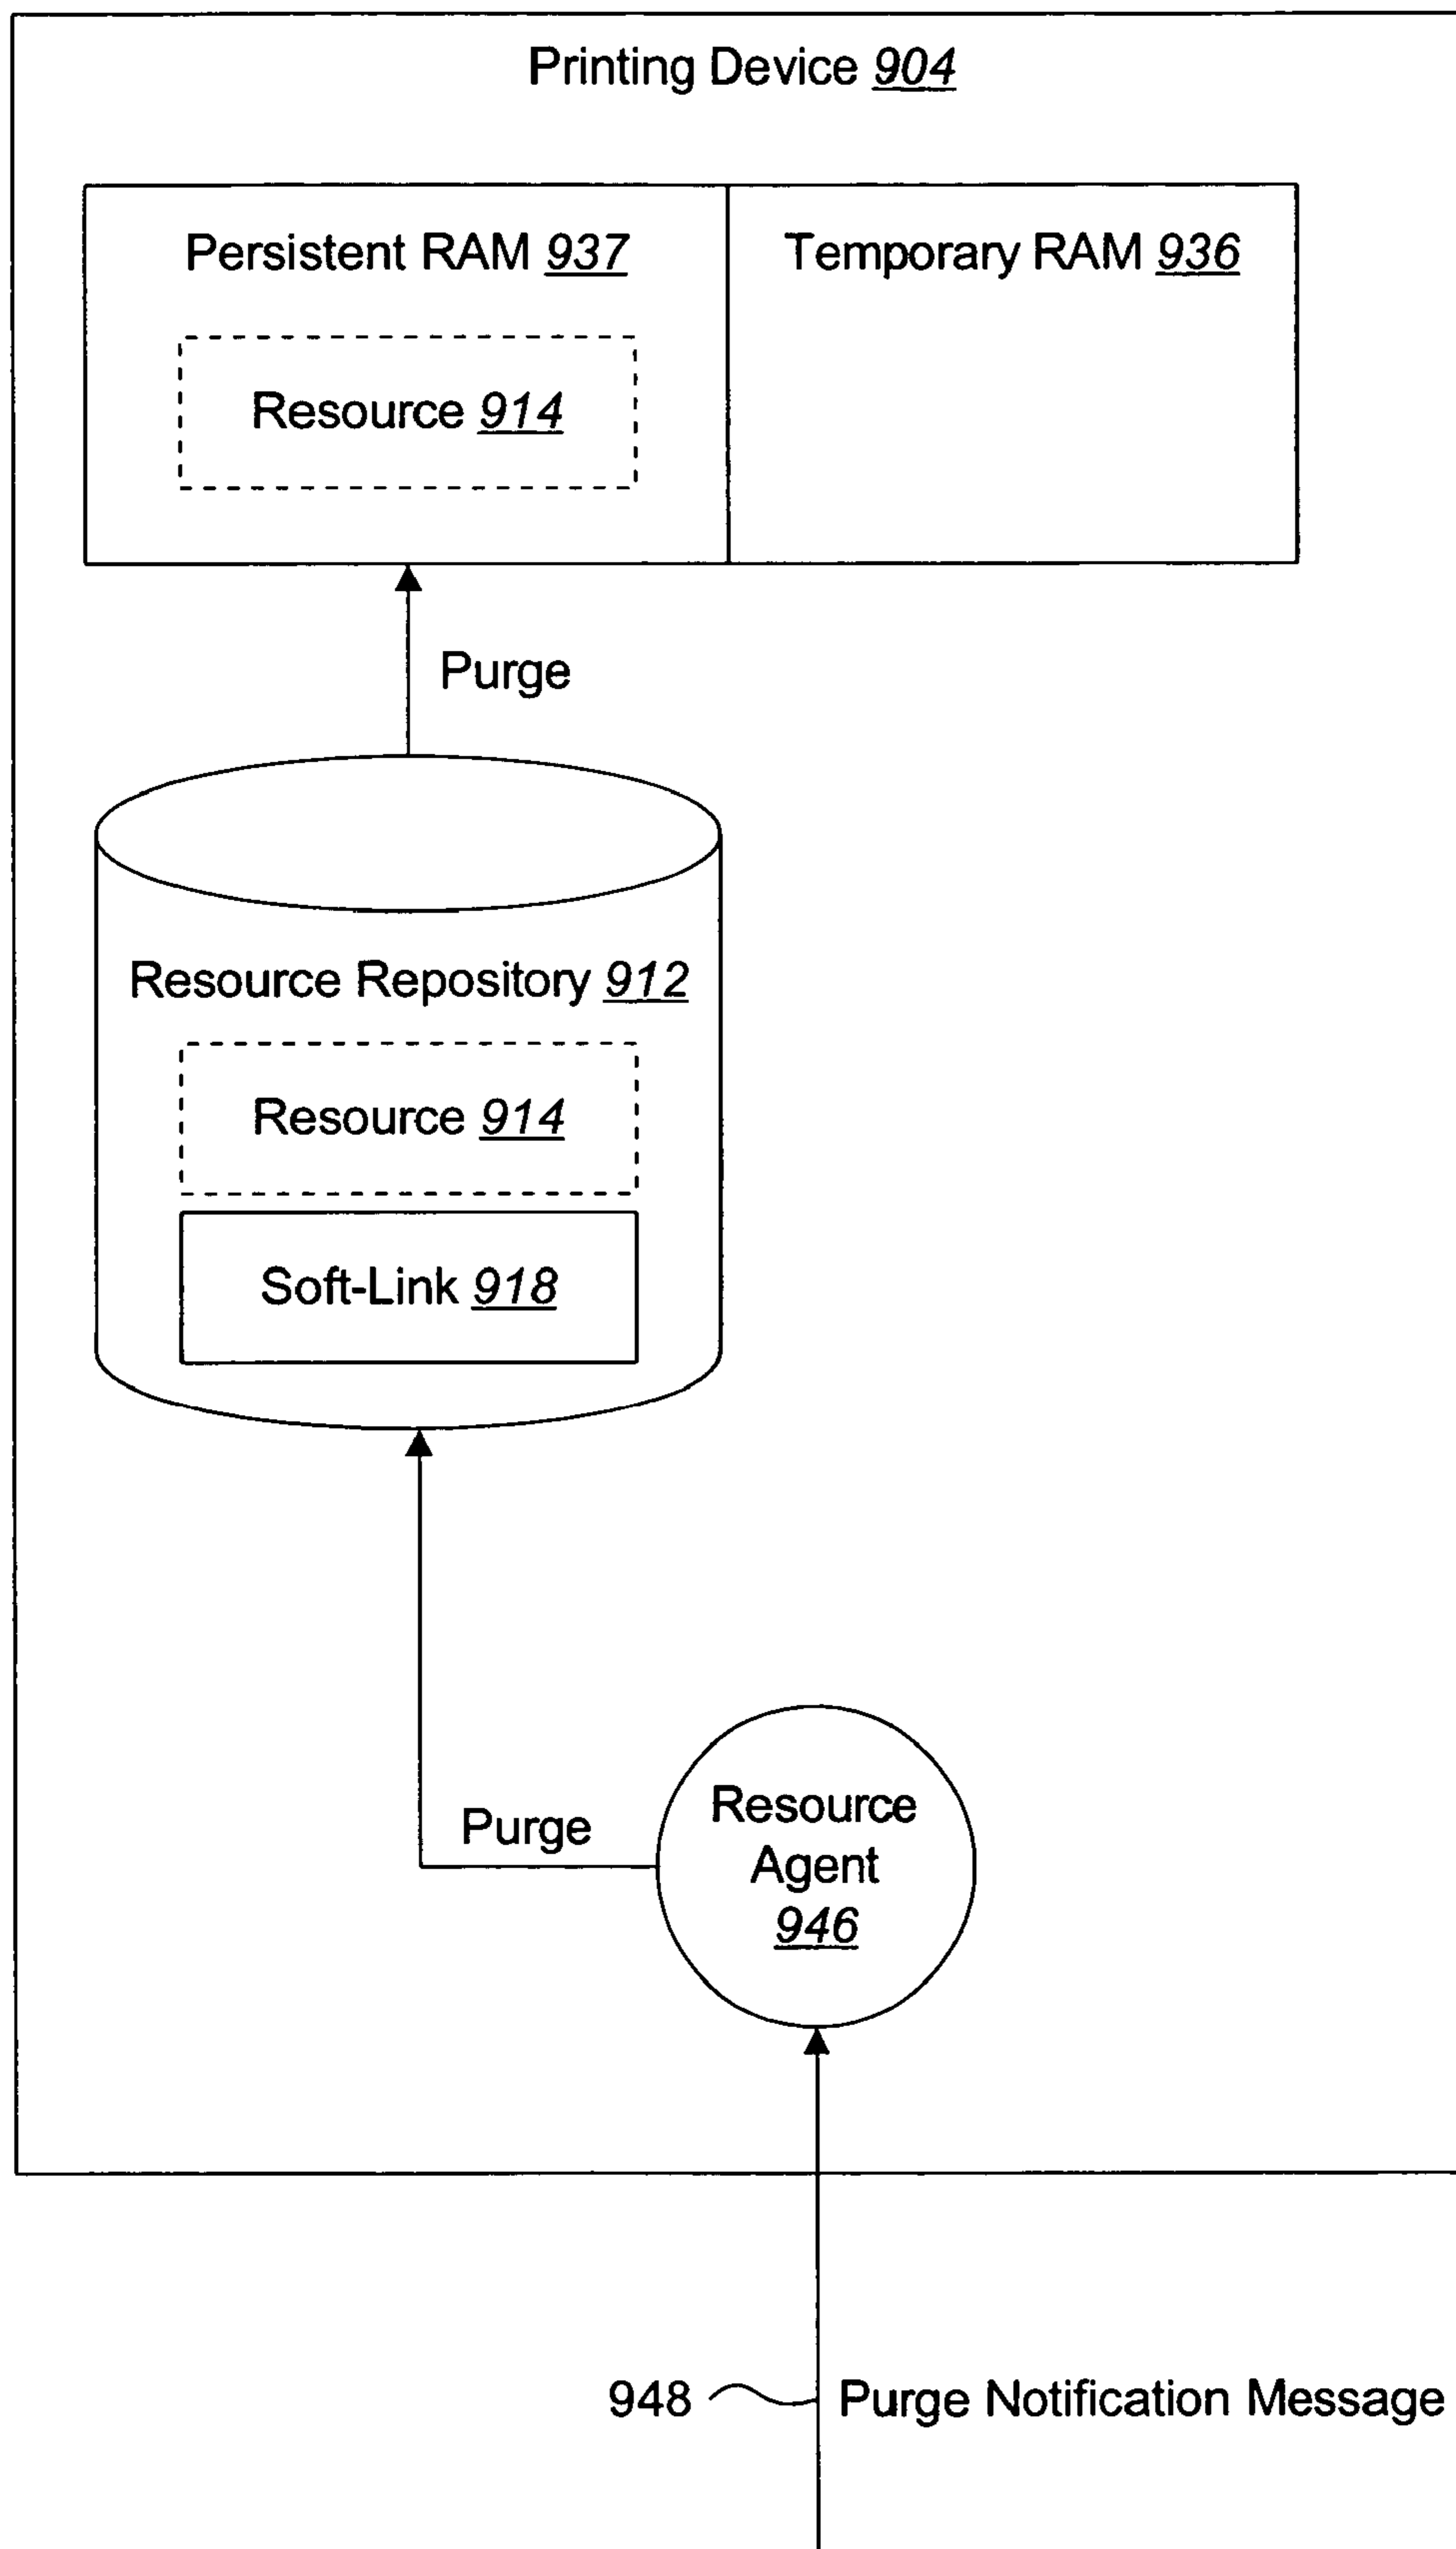 Printing Device 904
Persistent RAM 937
Temporary RAM 936
Resource 914
Purge
Resource Repository 912
Resource 914
Soft-Link 918
Purge
Resource
Agent
946
948
Purge Notification Message